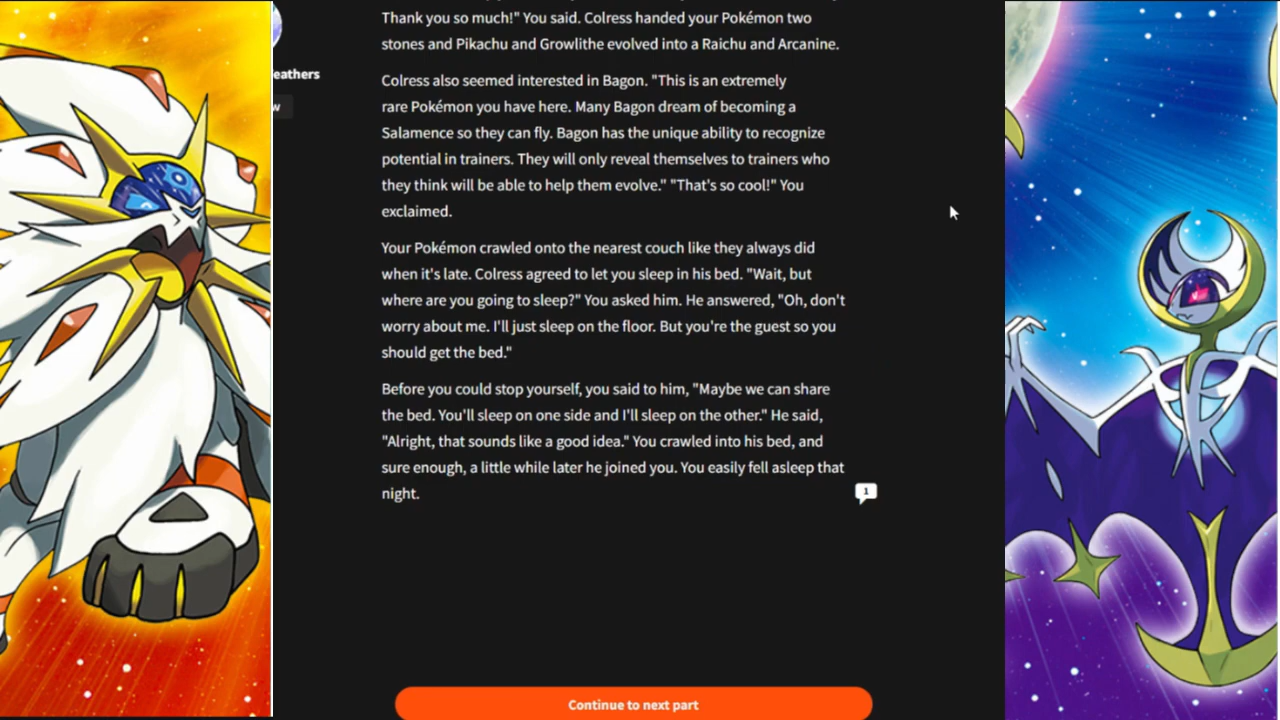 Thank you so much!" You said. Colress handed your Pokémon two
stones and Pikachu and Growlithe evolved into a Raichu and Arcanine.
eathers
w
Colress also seemed interested in Bagon. "This is an extremely
rare Pokémon you have here. Many Bagon dream of becoming a
Salamence so they can fly. Bagon has the unique ability to recognize
potential in trainers. They will only reveal themselves to trainers who
they think will be able to help them evolve." "That's so cool!" You
exclaimed.
Your Pokémon crawled onto the nearest couch like they always did
when it's late. Colress agreed to let you sleep in his bed. "Wait, but
where are you going to sleep?" You asked him. He answered, "Oh, don't
worry about me. I'll just sleep on the floor. But you're the guest so you
should get the bed."
Before you could stop yourself, you said to him, "Maybe we can share
the bed. You'll sleep on one side and I'll sleep on the other." He said,
"Alright, that sounds like a good idea." You crawled into his bed, and
sure enough, a little while later he joined you. You easily fell asleep that
night.
1
Continue to next part